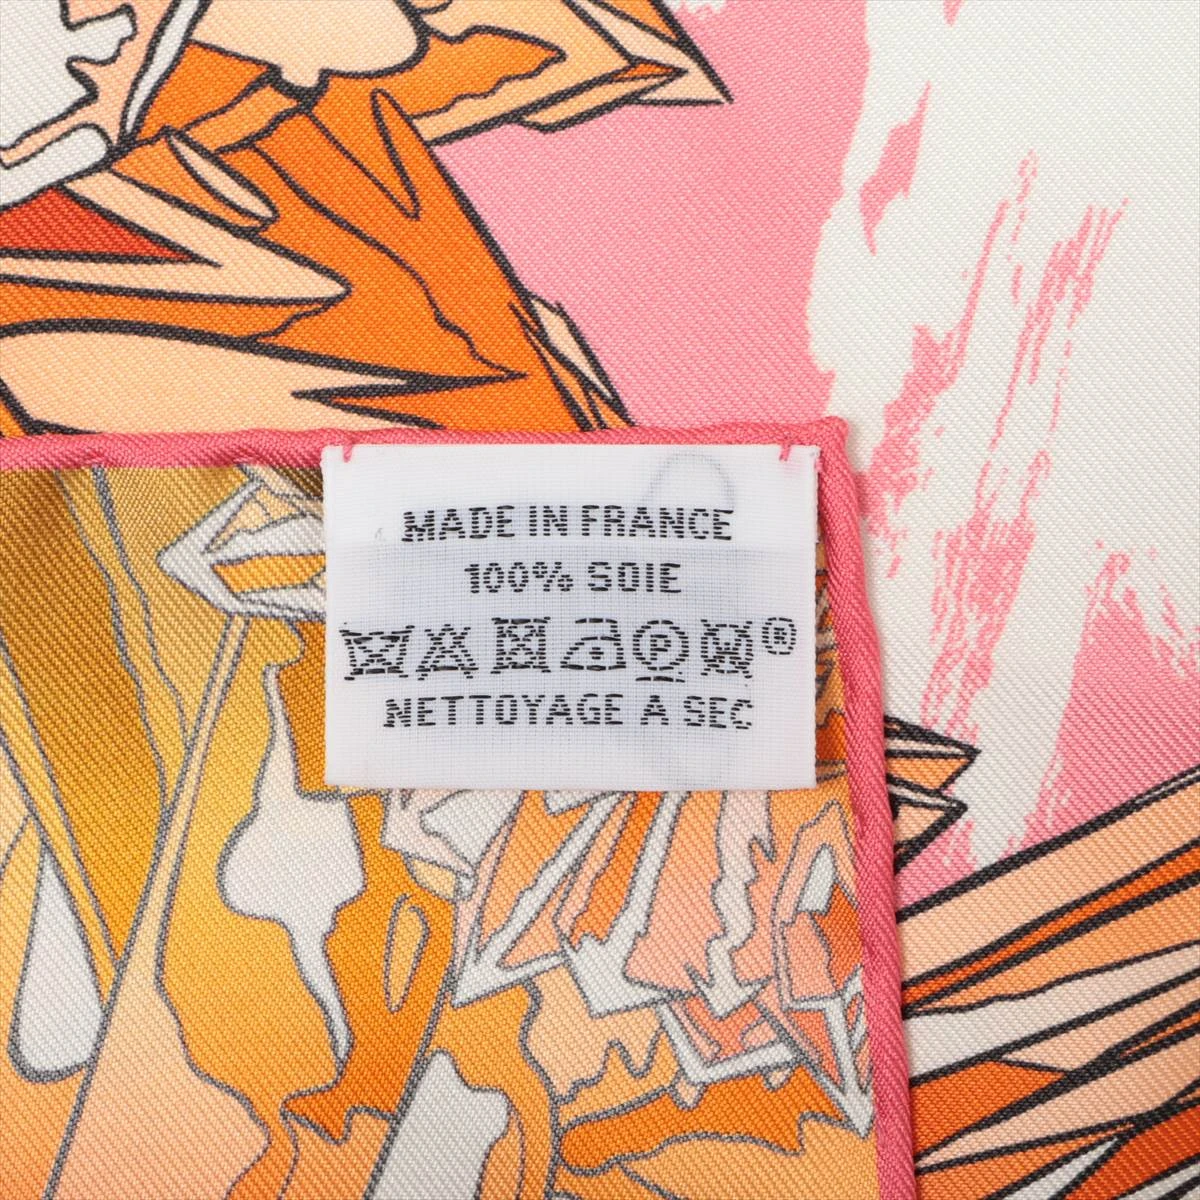 MADE IN FRANCE
100% SOIE
P ®
NETTOYAGE A SEC